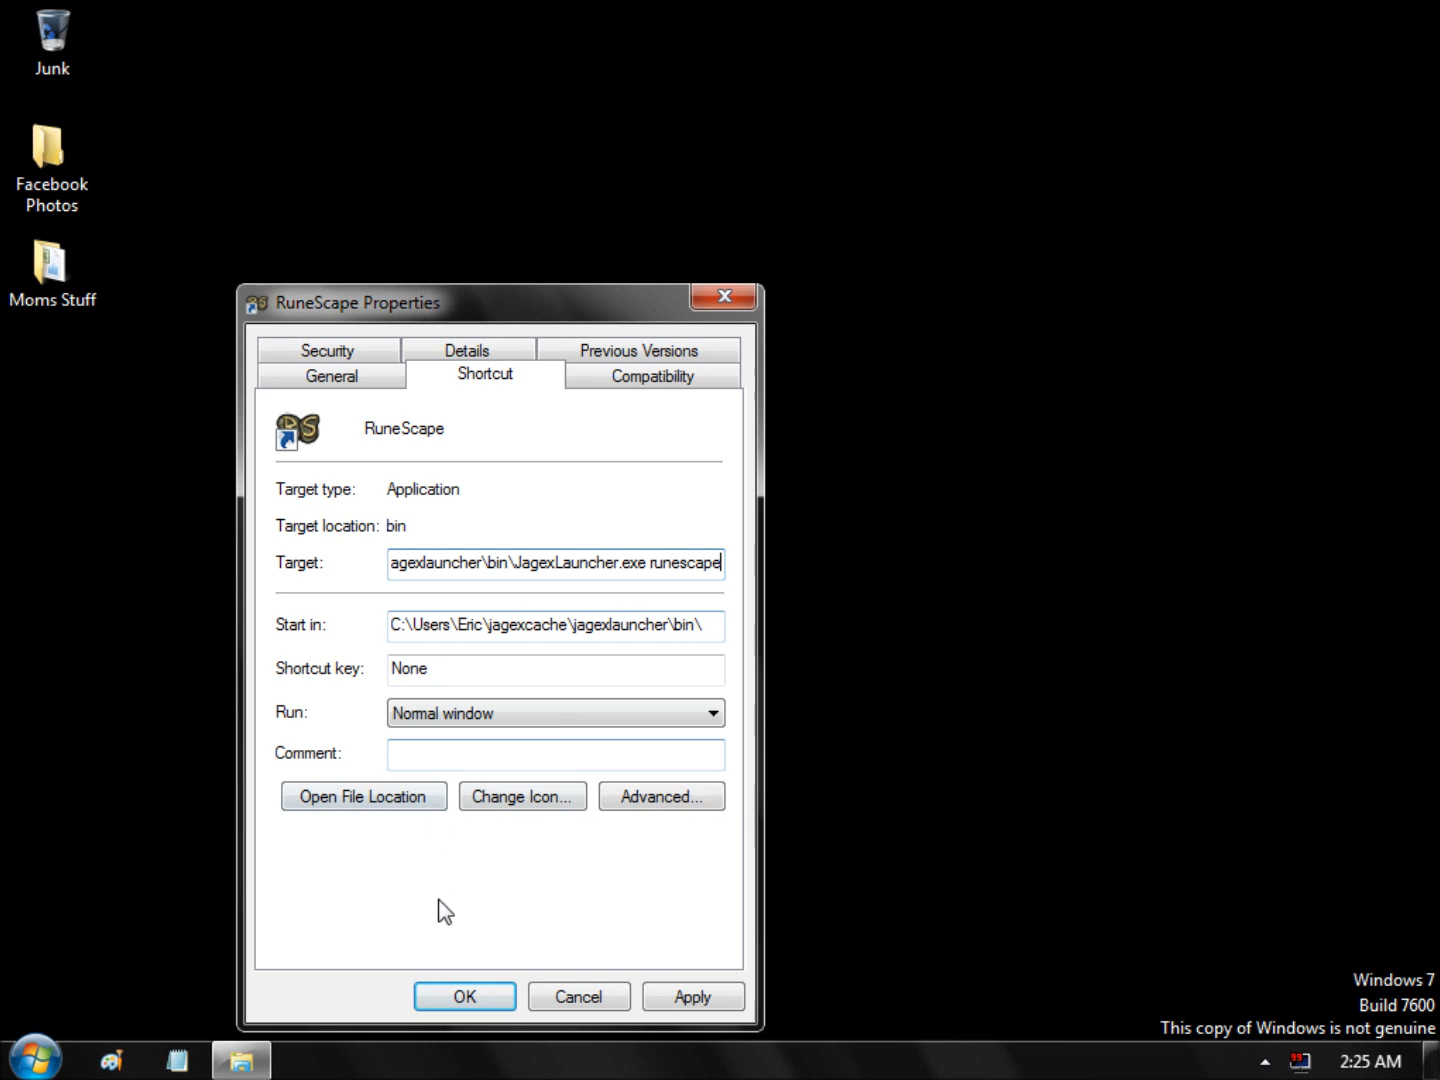 Junk
Facebook
Photos
Moms Stuff
RuneScape Properties
Security
Details
Previous Versions
General
Shortcut
Compatibility
RuneScape
Target type:
Application
Target location:
bin
Target:
agexlauncher\bin\JagexLauncher.exe runescape
Start in:
C:\Users\Eric\jagexcache\jagexlauncher\bin\
Shortcut key:
None
Run:
Normal window
Comment:
Open File Location
Change Icon...
Advanced...
OK
Cancel
Apply
Windows 7
Build 7600
This copy of Windows is not genuine
99
2:25 AM